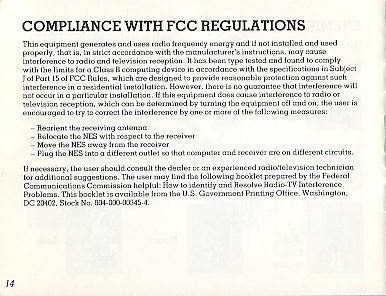 COMPLIANCE WITH FCC REGULATIONS
This equipment generates and uses radio frequency energy and if not installed and used
properly, that is, in strict accordance with the manufacturer's instructions, may cause
interference to radio and television reception. It has been type tested and found to comply
with the limits for a Class B computing device in accordance with the specifications in Subject
J of Part 15 of FCC Rules, which are designed to provide reasonable protection against such
interference in a residential installation. However, there is no guarantee that interference will
not occur in a particular installation. If this equipment does cause interference to radio or
television reception, which can be determined by turning the equipment off and on, the user is
encouraged to try to correct the interference by one or more of the following measures:
– Reorient the receiving antenna
– Relocate the NES with respect to the receiver
– Move the NES away from the receiver
– Plug the NES into a different outlet so that computer and receiver are on different circuits.
If necessary, the user should consult the dealer or an experienced radio/television technician
for additional suggestions. The user may find the following booklet prepared by the Federal
Communications Commission helpful: How to identify and Resolve Radio-TV Interference
Problems. This booklet is available from the U.S. Government Printing Office, Washington,
DC 20402, Stock No. 004-000-00345-4.
14